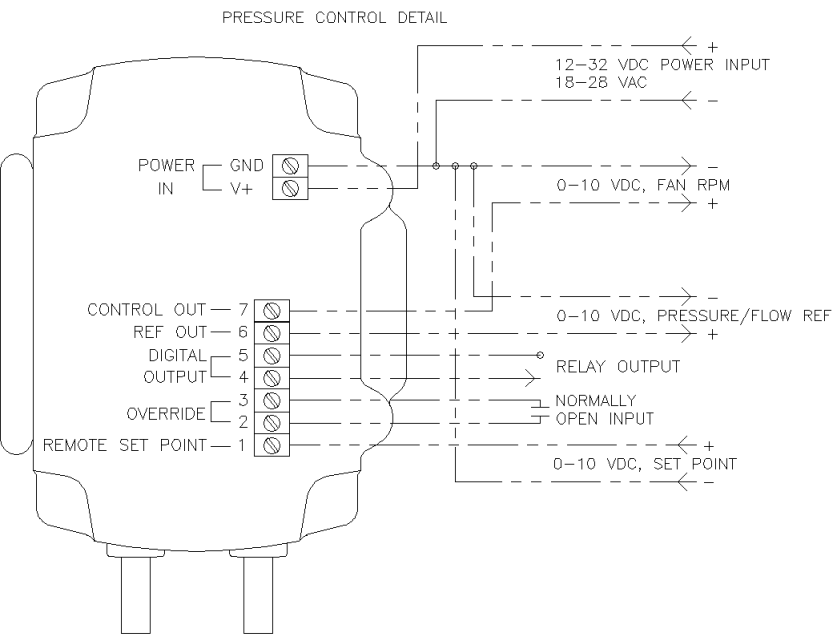 PRESSURE CONTROL DETAIL
+
12-32 VDC POWER INPUT
18-28 VAC
-
POWER IN
GND
V+
-
0-10 VDC, FAN RPM
+
-
0-10 VDC, PRESSURE/FLOW REF
+
CONTROL OUT - 7
REF OUT - 6
DIGITAL OUTPUT
5
4
RELAY OUTPUT
OVERRIDE
3
2
NORMALLY
OPEN INPUT
REMOTE SET POINT - 1
+
0-10 VDC, SET POINT
-